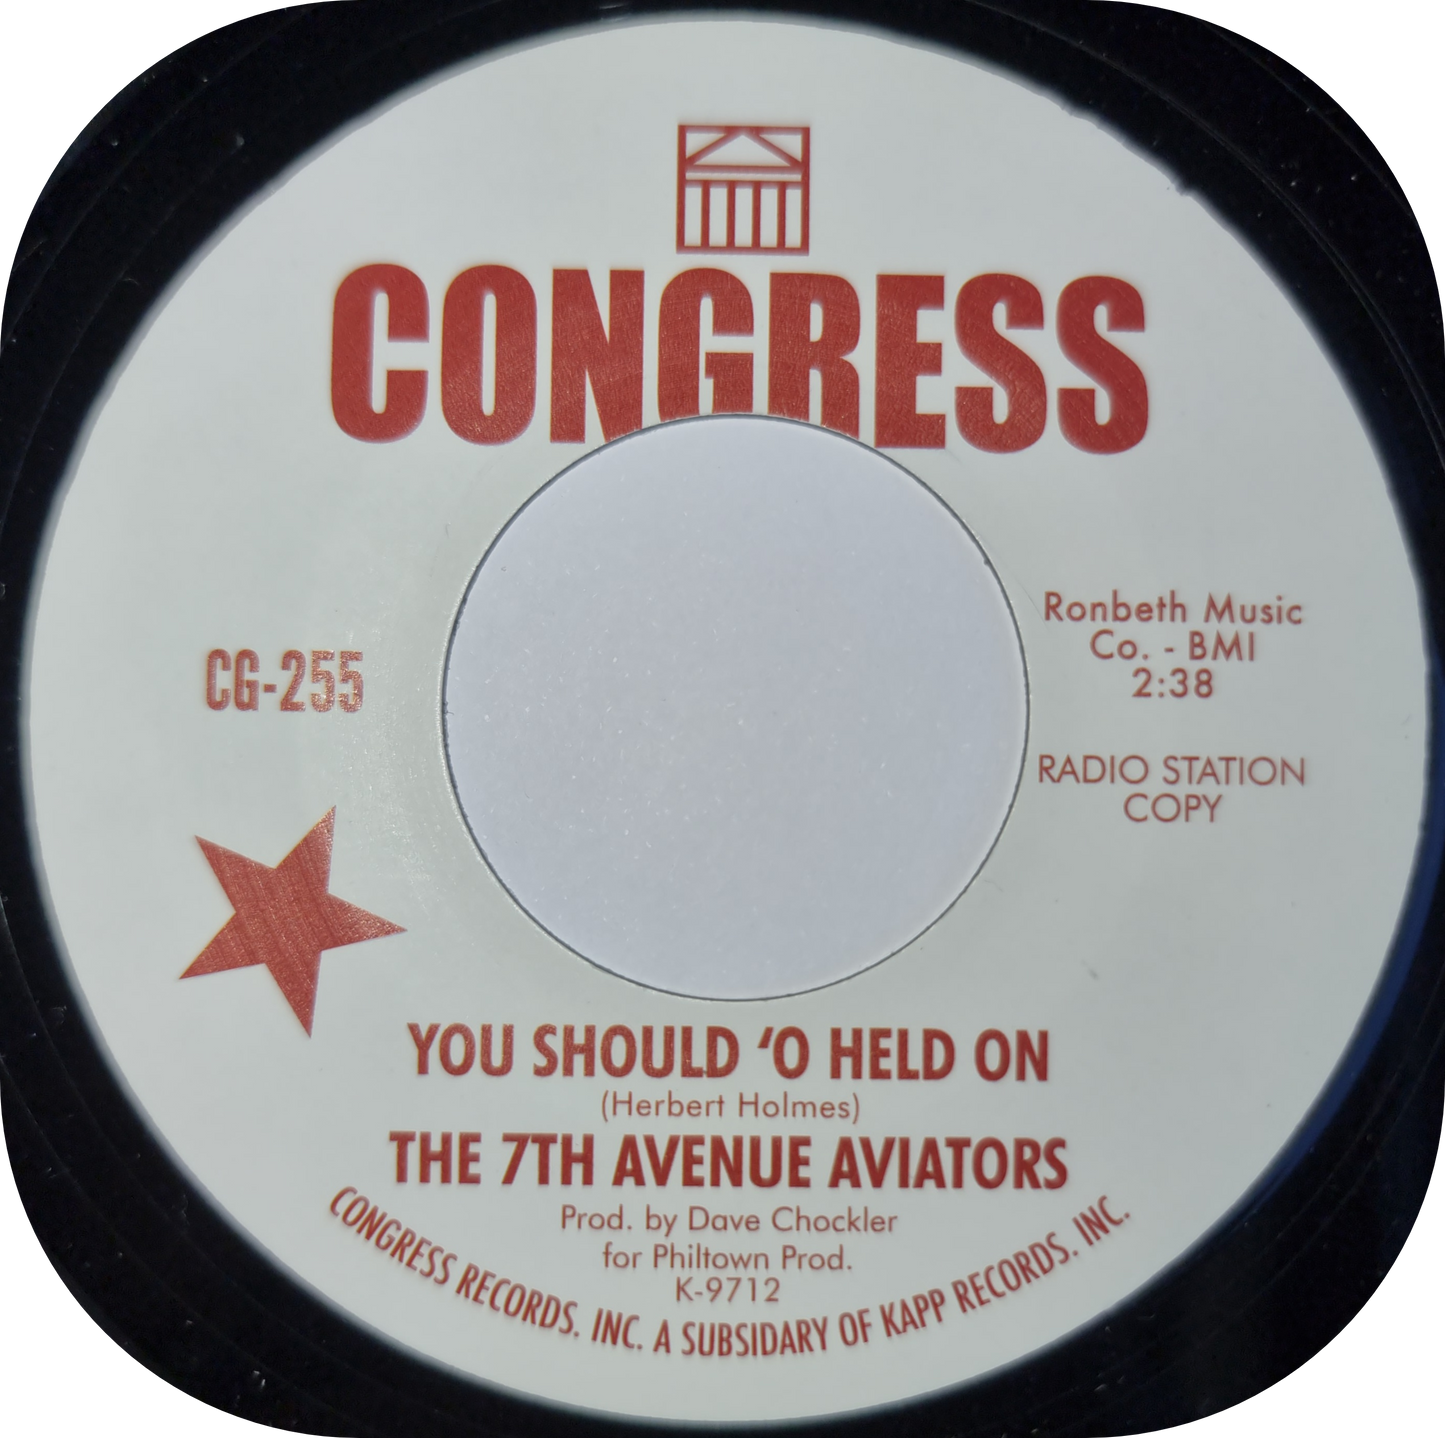 CONGRESS
Ronbeth Music
Co. - BMI
2:38
CG-255
RADIO STATION
COPY
YOU SHOULD ‘O HELD ON
(Herbert Holmes)
THE 7TH AVENUE AVIATORS
Prod. by Dave Chockler
for Philtown Prod.
K-9712
CONGRESS RECORDS. INC. A SUBSIDARY OF KAPP RECORDS. INC.